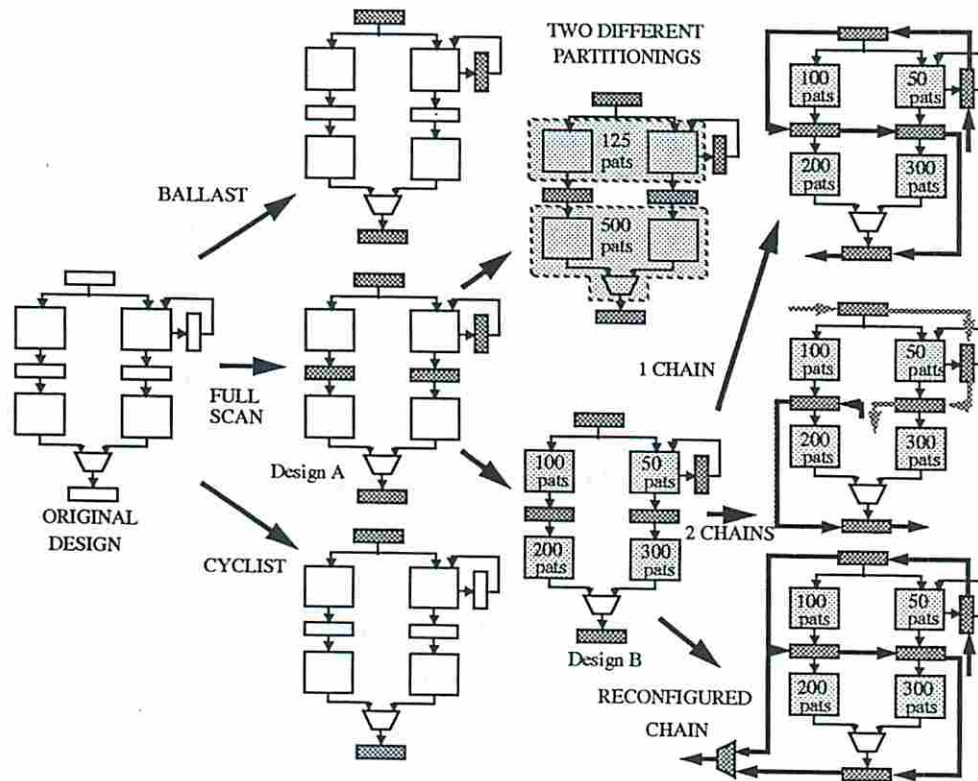 TWO DIFFERENT
PARTITIONINGS
BALLAST
125
pats
500
pats
100
pats
50
pats
200
pats
300
pats
1 CHAIN
FULL
SCAN
Design A
ORIGINAL
DESIGN
100
pats
50
patts
200
pats
300
pats
100
pats
50
pats
200
pats
300
pats
2 CHAINS
CYCLIST
Design B
RECONFIGURED
CHAIN
100
pats
50
pats
200
pats
300
pats